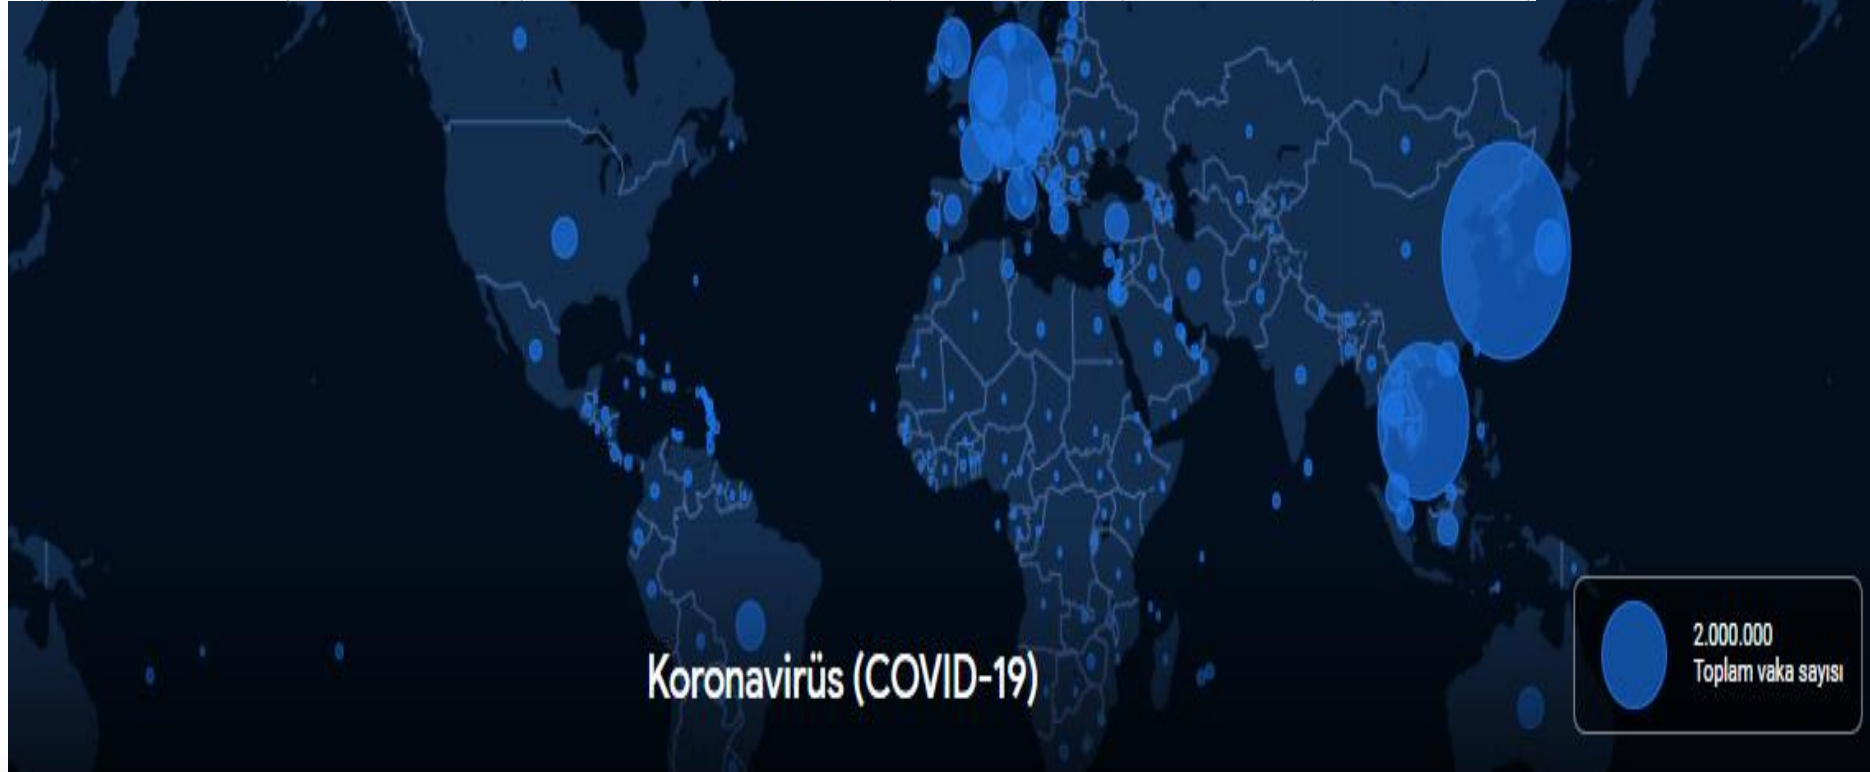 Koronavirüs (COVID-19)
2.000.000
Toplam vaka sayısı